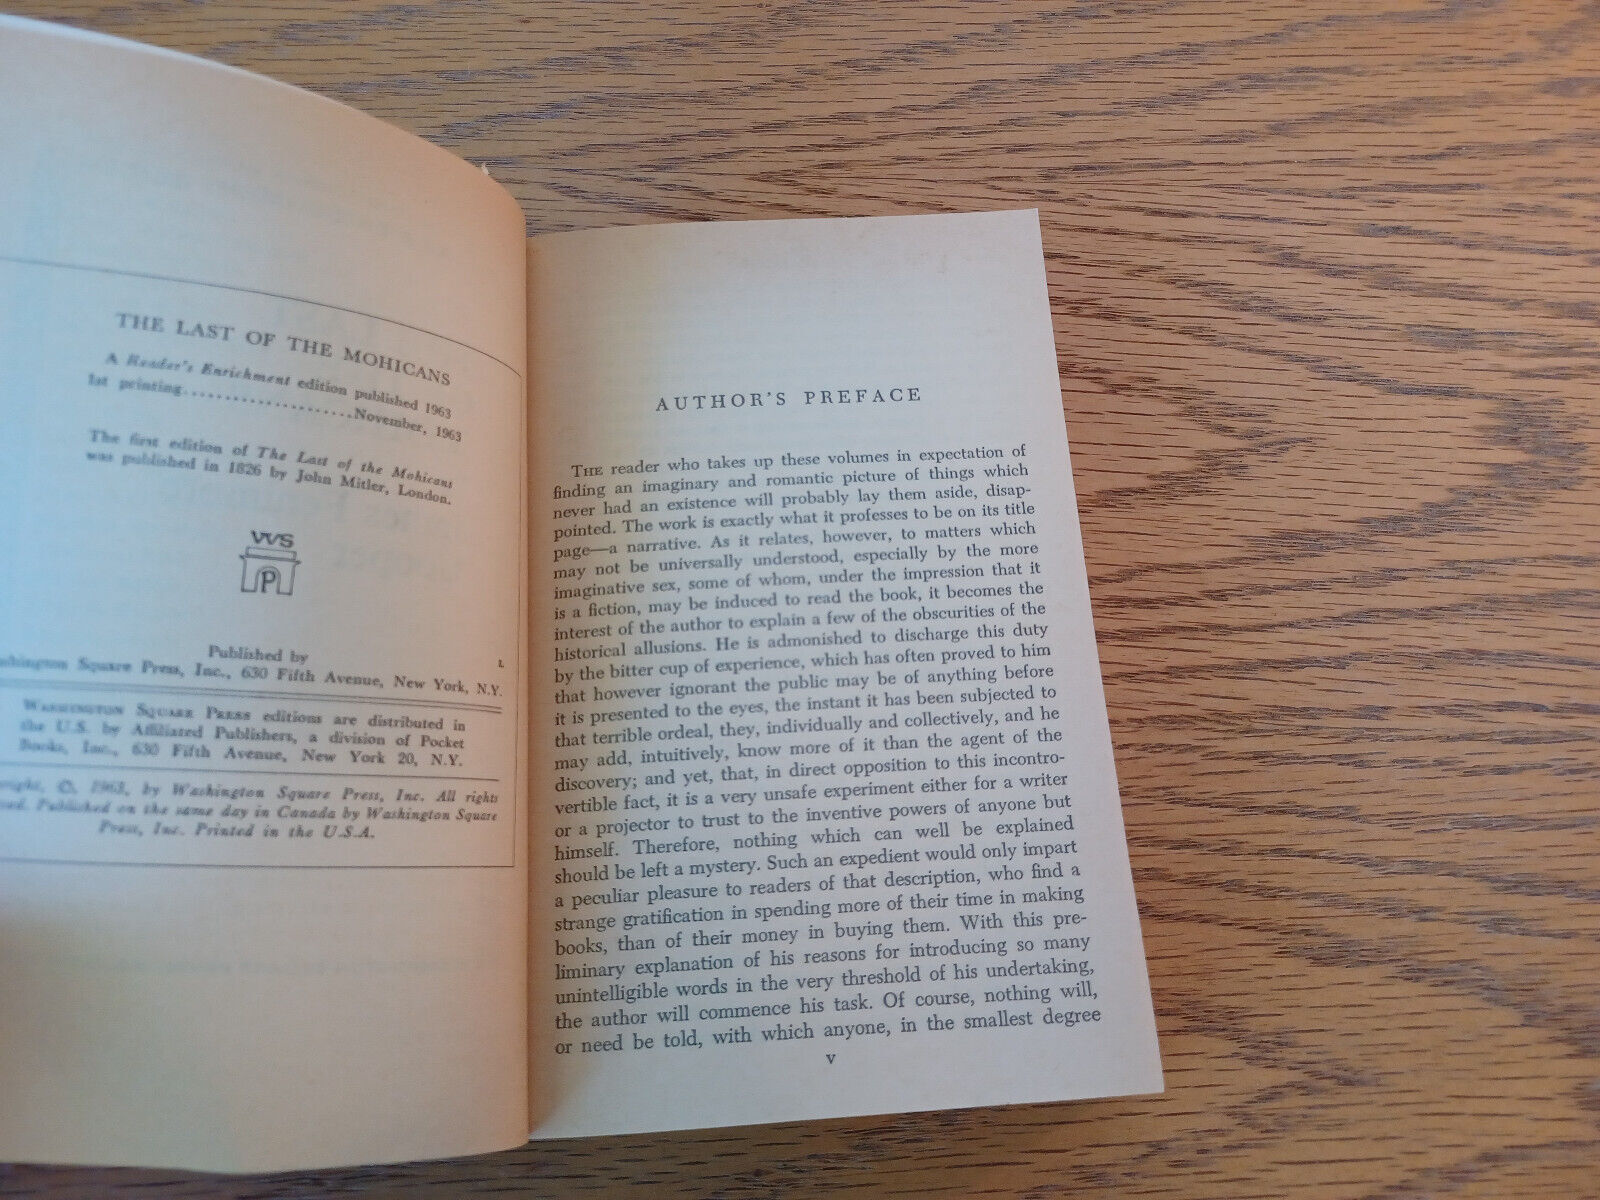 THE LAST OF THE MOHICANS
A Reader's Enrichment edition published 1963
1st printing....................November, 1963
The first edition of The Last of the Mohicans
was published in 1826 by John Mitler, London.
WS
P
Published by
shington Square Press, Inc., 630 Fifth Avenue, New York, N.Y.
L
WASHINGTON SQUARE PRESS editions are distributed in
the U.S. by Affiliated Publishers, a division of Pocket
Books, Inc., 630 Fifth Avenue, New York 20, N.Y.
right, ©, 1963, by Washington Square Press, Inc. All rights
Published on the same day in Canada by Washington Square
Press, Inc. Printed in the U.S.A.
AUTHOR'S PREFACE
THE reader who takes up these volumes in expectation of
finding an imaginary and romantic picture of things which
never had an existence will probably lay them aside, disap-
pointed. The work is exactly what it professes to be on its title
page—a narrative. As it relates, however, to matters which
may not be universally understood, especially by the more
imaginative sex, some of whom, under the impression that it
is a fiction, may be induced to read the book, it becomes the
interest of the author to explain a few of the obscurities of the
historical allusions. He is admonished to discharge this duty
by the bitter cup of experience, which has often proved to him
that however ignorant the public may be of anything before
it is presented to the eyes, the instant it has been subjected to
that terrible ordeal, they, individually and collectively, and he
may add, intuitively, know more of it than the agent of the
discovery; and yet, that, in direct opposition to this incontro-
vertible fact, it is a very unsafe experiment either for a writer
or a projector to trust to the inventive powers of anyone but
himself. Therefore, nothing which can well be explained
should be left a mystery. Such an expedient would only impart
a peculiar pleasure to readers of that description, who find a
strange gratification in spending more of their time in making
books, than of their money in buying them. With this pre-
liminary explanation of his reasons for introducing so many
unintelligible words in the very threshold of his undertaking,
the author will commence his task. Of course, nothing will,
or need be told, with which anyone, in the smallest degree
v